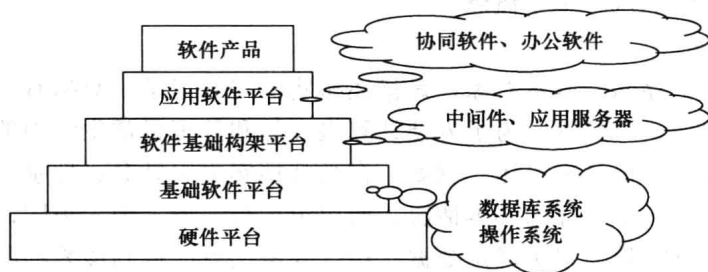 软件产品
协同软件、办公软件
应用软件平台
软件基础构架平台
中间件、应用服务器
基础软件平台
数据库系统
操作系统
硬件平台